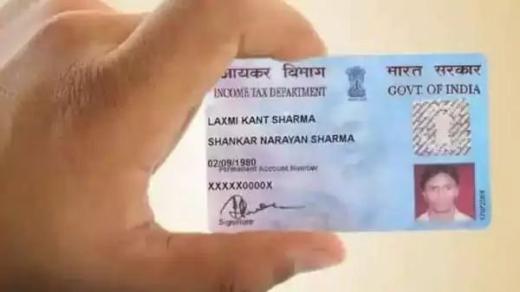 आयकर विभाग
INCOME TAX DEPARTMENT
भारत सरकार
GOVT. OF INDIA
LAXMI KANT SHARMA
SHANKAR NARAYAN SHARMA
02/09/1980
Permanent Account Number
XXXXX0000X
Signature